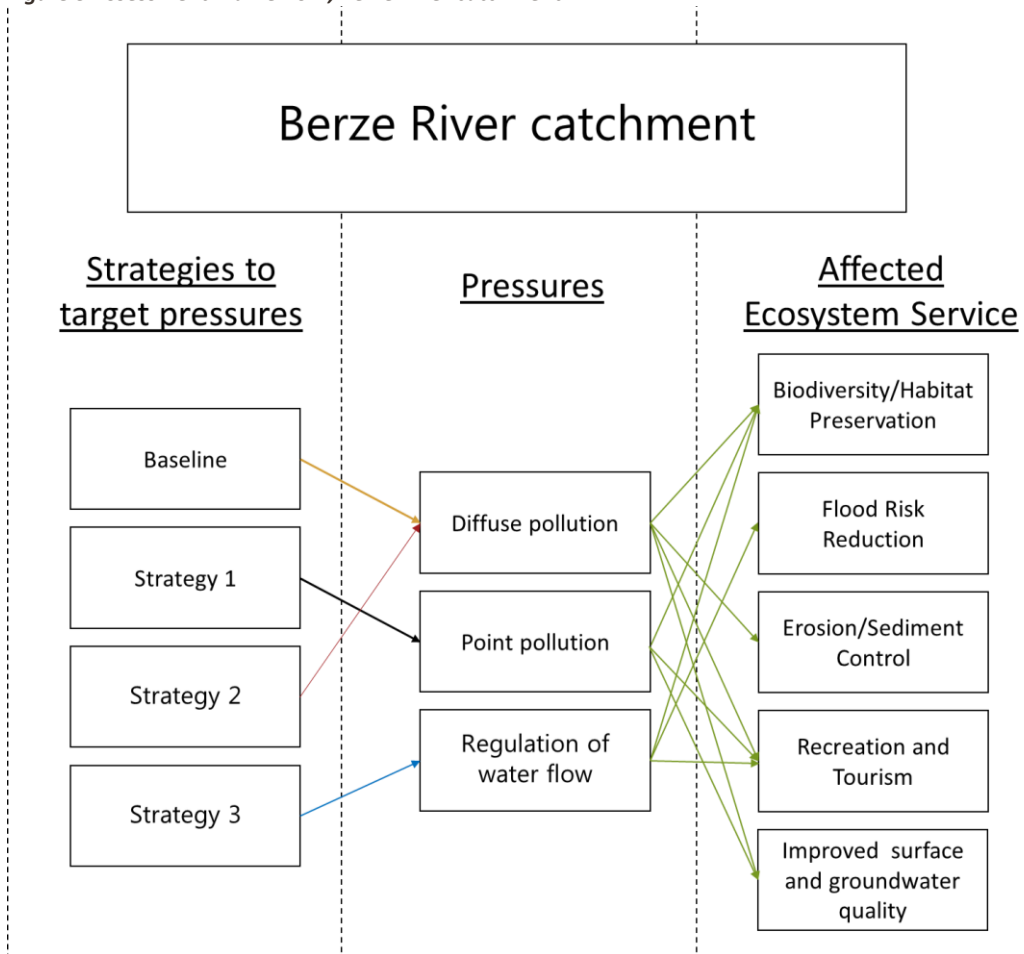 Berze River catchment
Strategies to
target pressures
Pressures
Affected
Ecosystem Service
Baseline
Strategy 1
Strategy 2
Strategy 3
Diffuse pollution
Point pollution
Regulation of
water flow
Biodiversity/Habitat
Preservation
Flood Risk
Reduction
Erosion/Sediment
Control
Recreation and
Tourism
Improved surface
and groundwater
quality